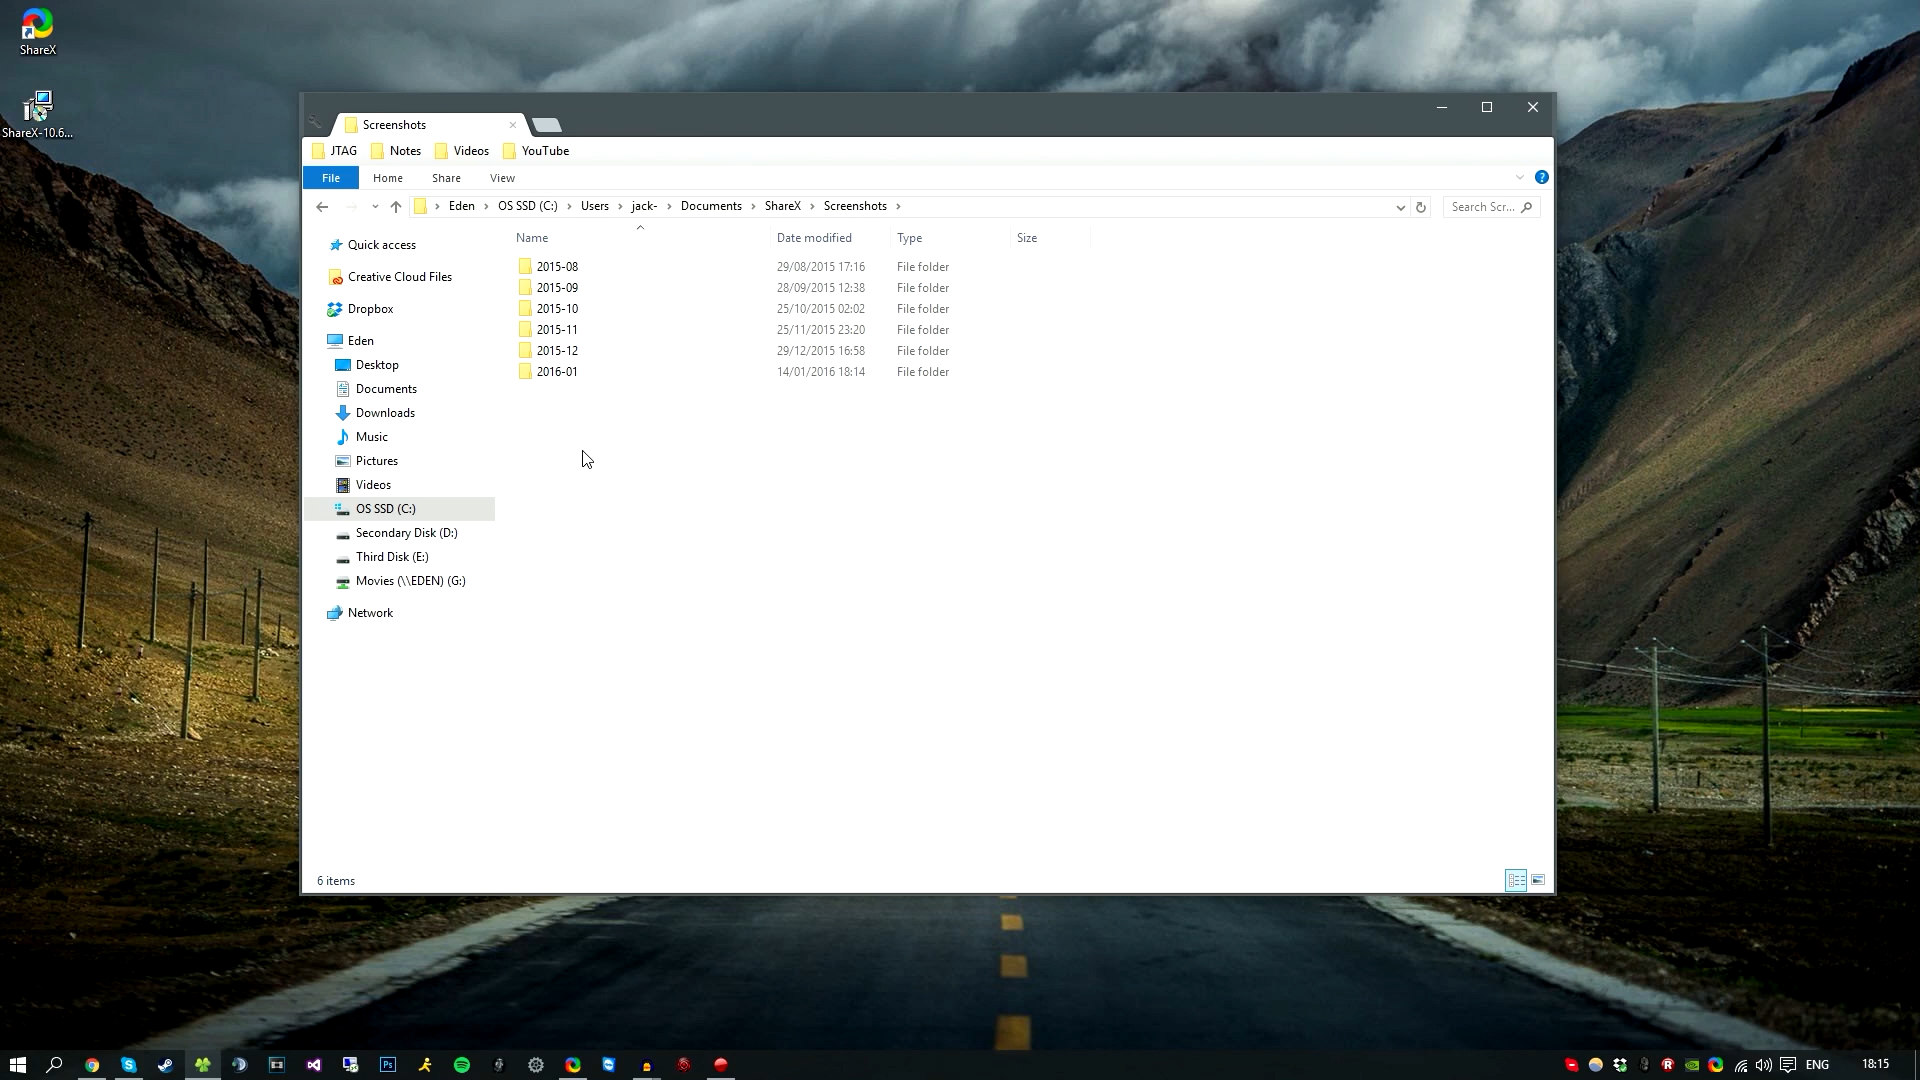 ShareX
ShareX-10.6...
Screenshots
JTAG Notes Videos YouTube
File Home Share View
Eden OS SSD (C:) Users jack- Documents ShareX Screenshots
Search Scr...
Name Date modified Type Size
2015-08 29/08/2015 17:16 File folder
2015-09 28/09/2015 12:38 File folder
2015-10 25/10/2015 02:02 File folder
2015-11 25/11/2015 23:20 File folder
2015-12 29/12/2015 16:58 File folder
2016-01 14/01/2016 18:14 File folder
Quick access
Creative Cloud Files
Dropbox
Eden
Desktop
Documents
Downloads
Music
Pictures
Videos
OS SSD (C:)
Secondary Disk (D:)
Third Disk (E:)
Movies (\\EDEN) (G:)
Network
6 items
Ps
ENG 18:15